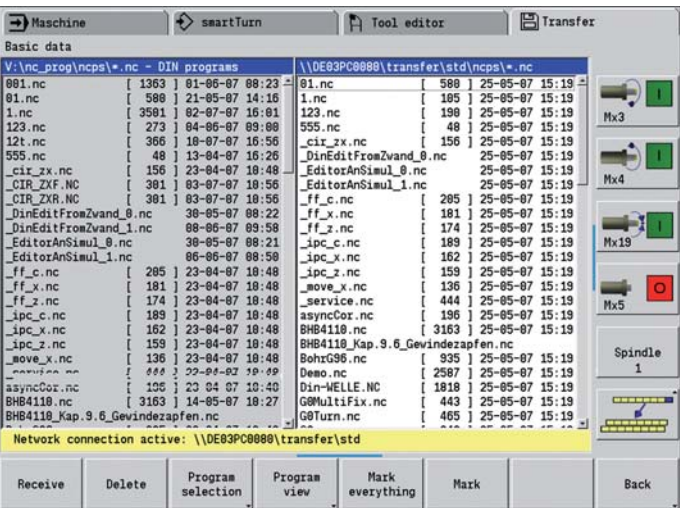 Maschine smartTurn Tool editor Transfer
Basic data
V:\nc_prog\ncps\*.nc - DIN programs
001.nc [ 1363 ] 01-06-07 08:23
01.nc [ 580 ] 21-05-07 14:16
1.nc [ 3501 ] 02-07-07 16:01
123.nc [ 273 ] 04-06-07 09:00
12t.nc [ 366 ] 10-07-07 16:56
555.nc [ 48 ] 13-04-07 16:26
_cir_zx.nc [ 156 ] 23-04-07 10:48
_CIR_ZXF.NC [ 301 ] 03-07-07 10:56
_CIR_ZXR.NC [ 301 ] 03-07-07 10:56
_DinEditFromZwand_0.nc 30-05-07 08:22
_DinEditFromZwand_1.nc 08-06-07 09:58
_EditorAnSimul_0.nc 30-05-07 08:21
_EditorAnSimul_1.nc 06-06-07 08:50
_ff_c.nc [ 205 ] 23-04-07 10:48
_ff_x.nc [ 181 ] 23-04-07 10:48
_ff_z.nc [ 174 ] 23-04-07 10:48
_ipc_c.nc [ 189 ] 23-04-07 10:48
_ipc_x.nc [ 162 ] 23-04-07 10:48
_ipc_z.nc [ 159 ] 23-04-07 10:48
_move_x.nc [ 136 ] 23-04-07 10:48
asyncCor.nc [ 196 ] 23-04-07 10:48
BHB4110.nc [ 3163 ] 14-05-07 10:27
BHB4110_Kap.9.6_Gewindezapfen.nc
\\DE03PC0080\transfer\std\ncps\*.nc
01.nc [ 580 ] 25-05-07 15:19
1.nc [ 105 ] 25-05-07 15:19
123.nc [ 190 ] 25-05-07 15:19
555.nc [ 48 ] 25-05-07 15:19
_cir_zx.nc [ 156 ] 25-05-07 15:19
_DinEditFromZwand_0.nc 25-05-07 15:19
_EditorAnSimul_0.nc 25-05-07 15:19
_EditorAnSimul_1.nc 25-05-07 15:19
_ff_c.nc [ 205 ] 25-05-07 15:19
_ff_x.nc [ 181 ] 25-05-07 15:19
_ff_z.nc [ 174 ] 25-05-07 15:19
_ipc_c.nc [ 189 ] 25-05-07 15:19
_ipc_x.nc [ 162 ] 25-05-07 15:19
_ipc_z.nc [ 159 ] 25-05-07 15:19
_move_x.nc [ 136 ] 25-05-07 15:19
_service.nc [ 444 ] 25-05-07 15:19
asyncCor.nc [ 196 ] 25-05-07 15:19
BHB4110.nc [ 3163 ] 25-05-07 15:19
BHB4110_Kap.9.6_Gewindezapfen.nc
BohrG96.nc [ 935 ] 25-05-07 15:19
Demo.nc [ 2507 ] 25-05-07 15:19
Din-WELLE.NC [ 1818 ] 25-05-07 15:19
G0MultiFix.nc [ 443 ] 25-05-07 15:19
G0Turn.nc [ 465 ] 25-05-07 15:19
Mx3
I
Mx4
I
Mx19
I
Mx5
O
Spindle
1
Network connection active: \\DE03PC0080\transfer\std
Receive
Delete
Program
selection
Program
view
Mark
everything
Mark
Back